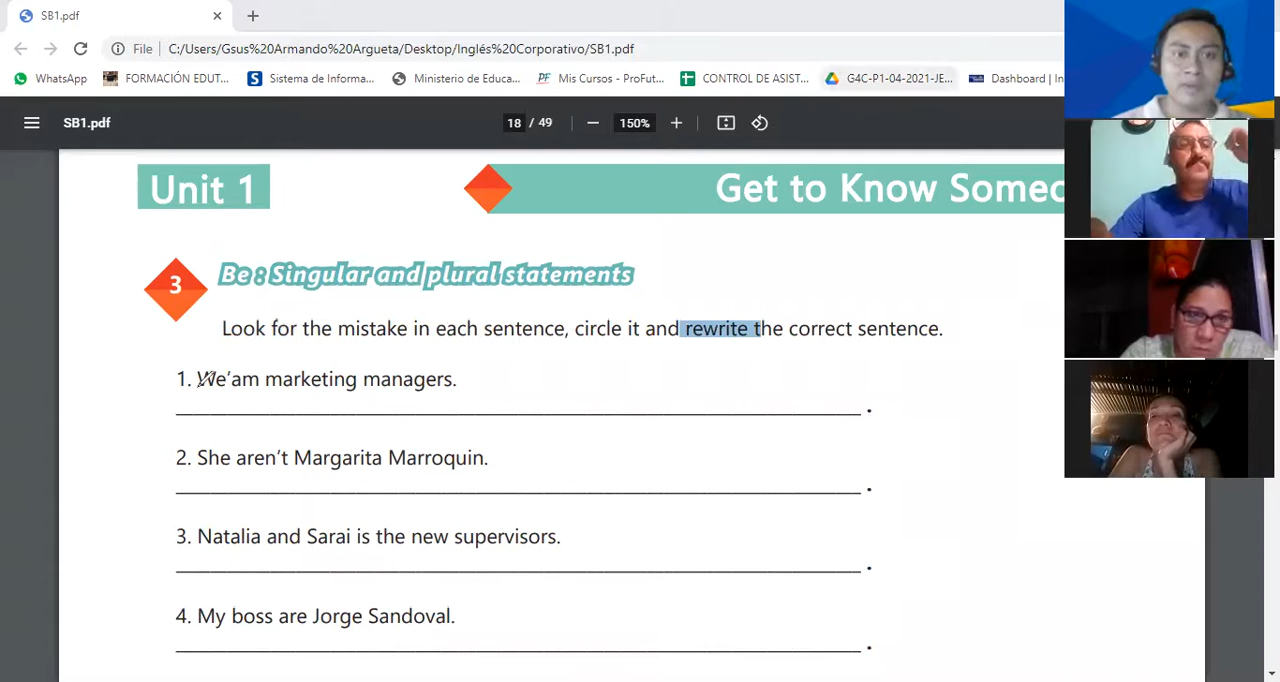 SB1.pdf
File C:/Users/Gsus%20Armando%20Argueta/Desktop/Inglés%20Corporativo/SB1.pdf
WhatsApp FORMACIÓN EDUT... Sistema de Informa... Ministerio de Educa... PF Mis Cursos - ProFut... CONTROL DE ASIST... G4C-P1-04-2021-JE... Dashboard | In
SB1.pdf 18 / 49 150%
Unit 1 Get to Know Someo
3 Be : Singular and plural statements
Look for the mistake in each sentence, circle it and rewrite the correct sentence.
1. We'am marketing managers.
2. She aren't Margarita Marroquin.
3. Natalia and Sarai is the new supervisors.
4. My boss are Jorge Sandoval.